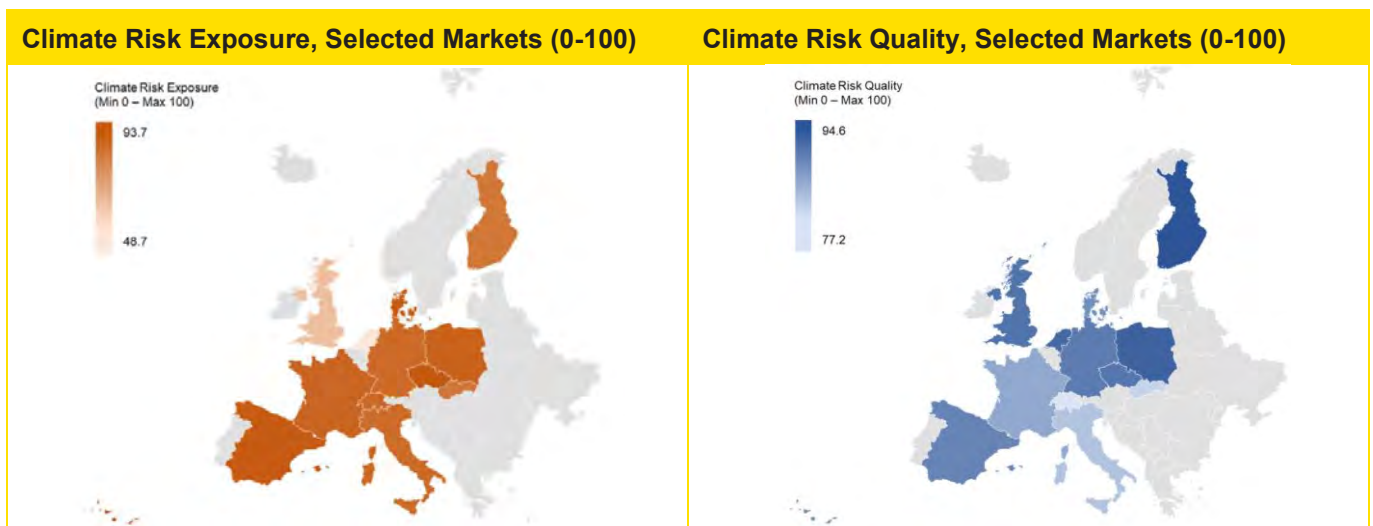 Climate Risk Exposure, Selected Markets (0-100)
Climate Risk Exposure
(Min 0 – Max 100)
93.7
48.7
Climate Risk Quality, Selected Markets (0-100)
Climate Risk Quality
(Min 0 – Max 100)
94.6
77.2